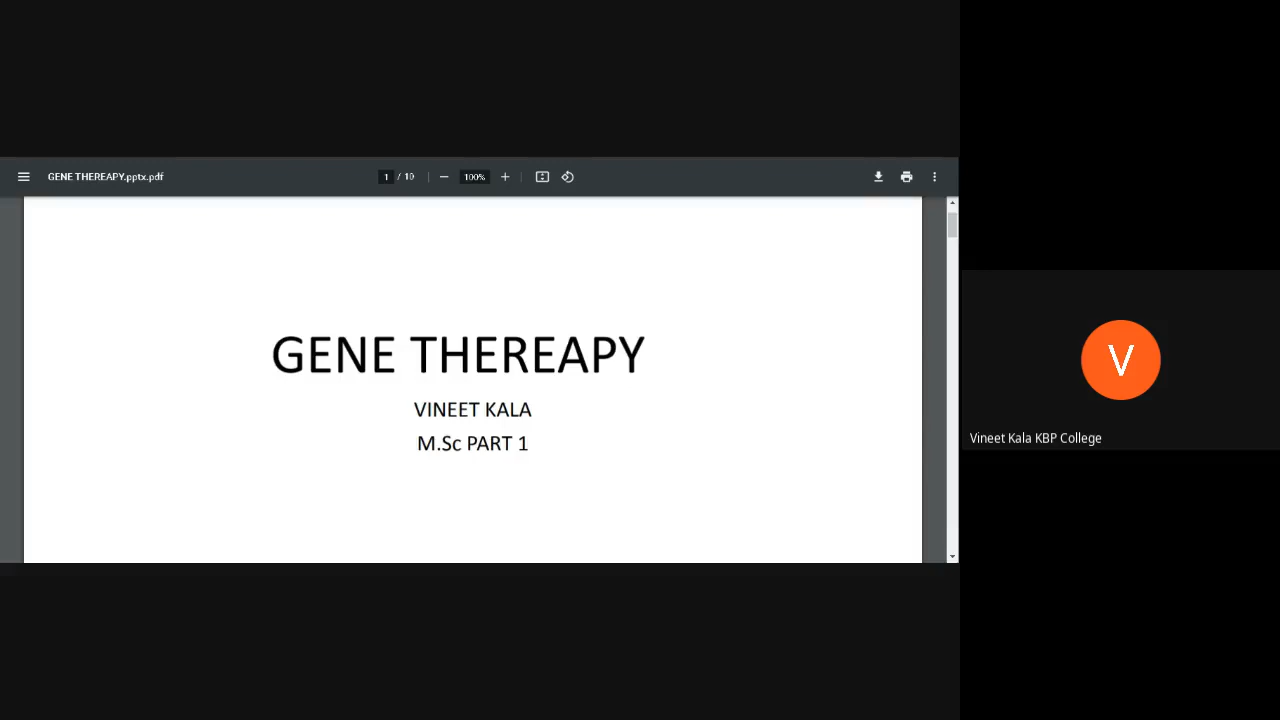 GENE THEREAPY.pptx.pdf
1 / 10
100%
GENE THEREAPY
VINEET KALA
M.Sc PART 1
V
Vineet Kala KBP College